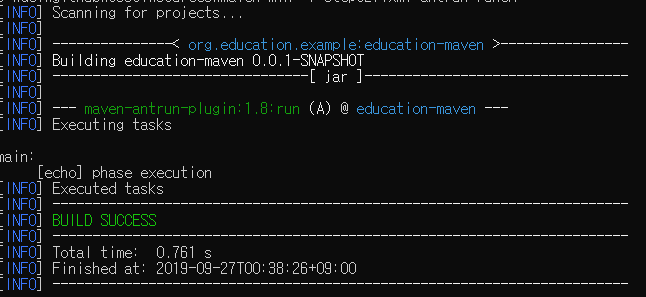 [INFO] Scanning for projects...
[INFO]
[INFO] --------------< org.education.example:education-maven >---------------
[INFO] Building education-maven 0.0.1-SNAPSHOT
[INFO] --------------------------------[ jar ]---------------------------------
[INFO]
[INFO] --- maven-antrun-plugin:1.8:run (A) @ education-maven ---
[INFO] Executing tasks
main:
[echo] phase execution
[INFO] Executed tasks
[INFO] ------------------------------------------------------------------------
[INFO] BUILD SUCCESS
[INFO] ------------------------------------------------------------------------
[INFO] Total time:  0.761 s
[INFO] Finished at: 2019-09-27T00:38:26+09:00
[INFO] ------------------------------------------------------------------------